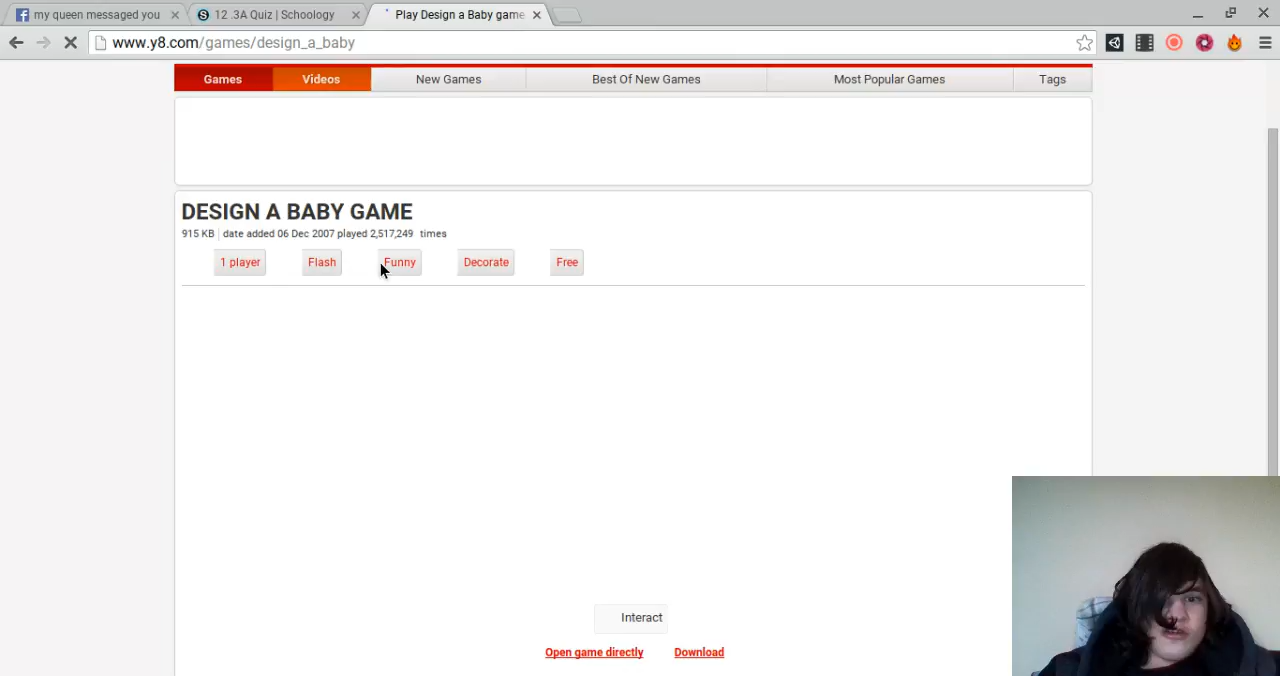 my queen messaged you
12 .3A Quiz | Schoology
Play Design a Baby game
www.y8.com/games/design_a_baby
Games Videos New Games Best Of New Games Most Popular Games Tags
DESIGN A BABY GAME
915 KB date added 06 Dec 2007 played 2,517,249 times
1 player Flash Funny Decorate Free
Interact
Open game directly Download